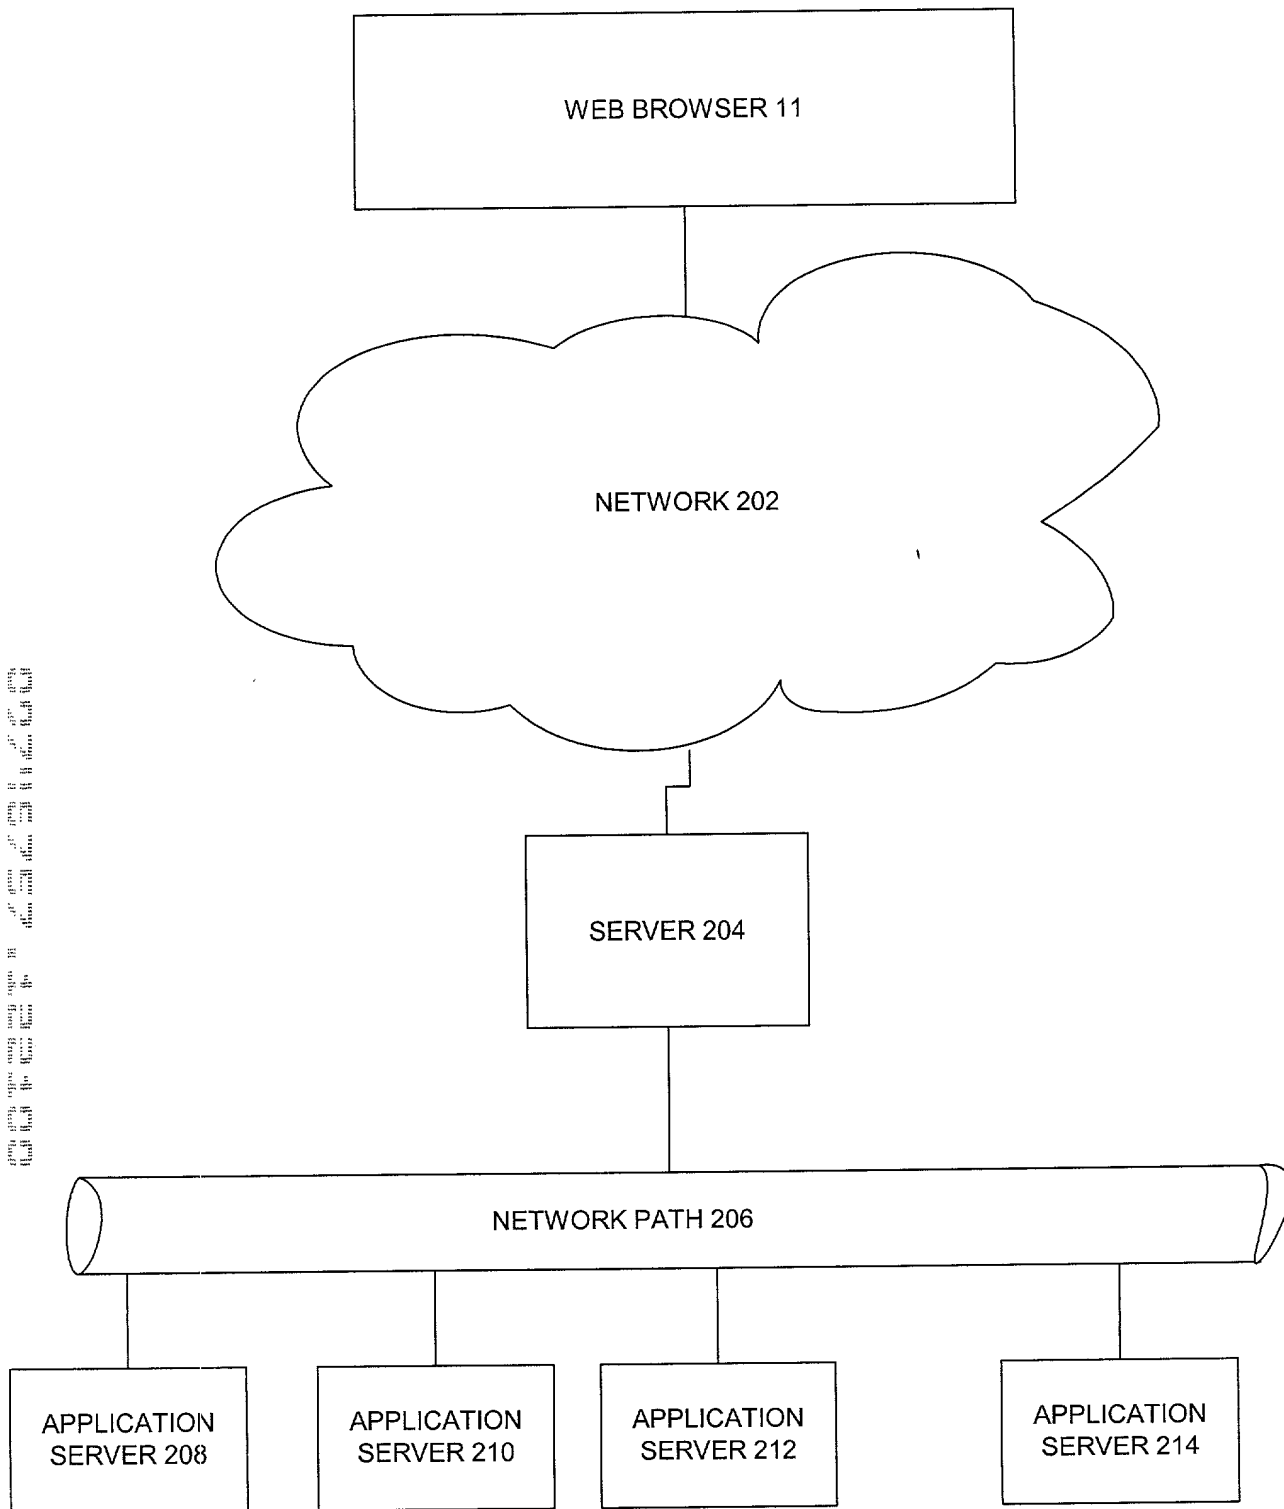 WEB BROWSER 11
NETWORK 202
SERVER 204
NETWORK PATH 206
APPLICATION
SERVER 208
APPLICATION
SERVER 210
APPLICATION
SERVER 212
APPLICATION
SERVER 214